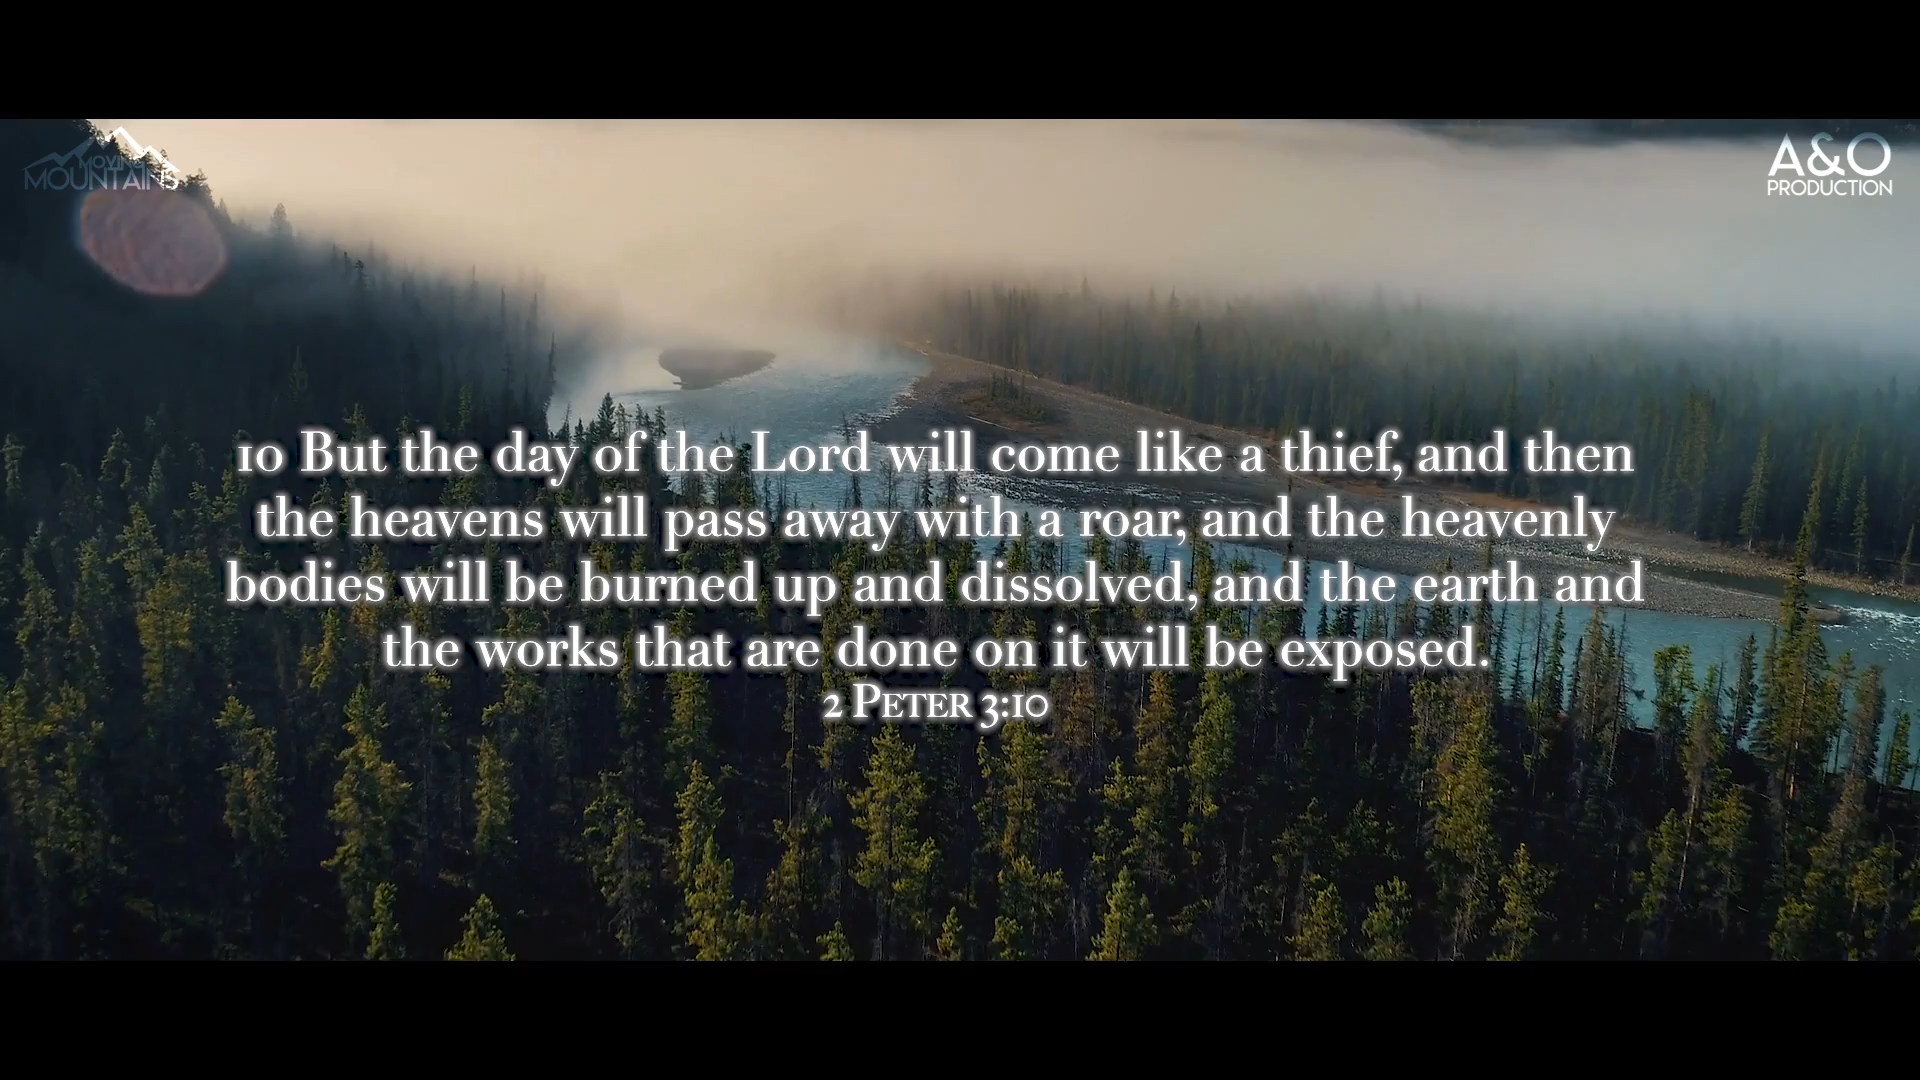 MOVING
MOUNTAINS
A&O
PRODUCTION
10 But the day of the Lord will come like a thief, and then
the heavens will pass away with a roar, and the heavenly
bodies will be burned up and dissolved, and the earth and
the works that are done on it will be exposed.
2 PETER 3:10